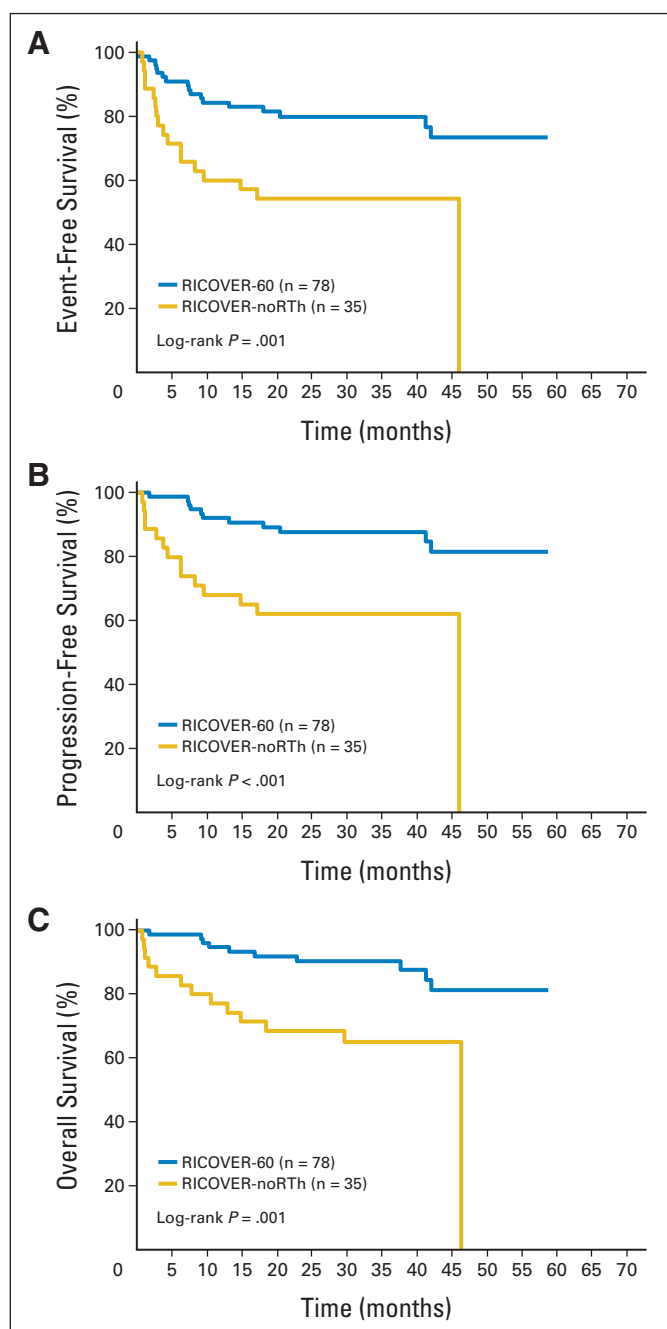 A
Event-Free Survival (%)
100
80
60
40
20
RICOVER-60 (n = 78)
RICOVER-noRTh (n = 35)
Log-rank P = .001
0 5 10 15 20 25 30 35 40 45 50 55 60 65 70
Time (months)
B
Progression-Free Survival (%)
100
80
60
40
20
RICOVER-60 (n = 78)
RICOVER-noRTh (n = 35)
Log-rank P < .001
0 5 10 15 20 25 30 35 40 45 50 55 60 65 70
Time (months)
C
Overall Survival (%)
100
80
60
40
20
RICOVER-60 (n = 78)
RICOVER-noRTh (n = 35)
Log-rank P = .001
0 5 10 15 20 25 30 35 40 45 50 55 60 65 70
Time (months)